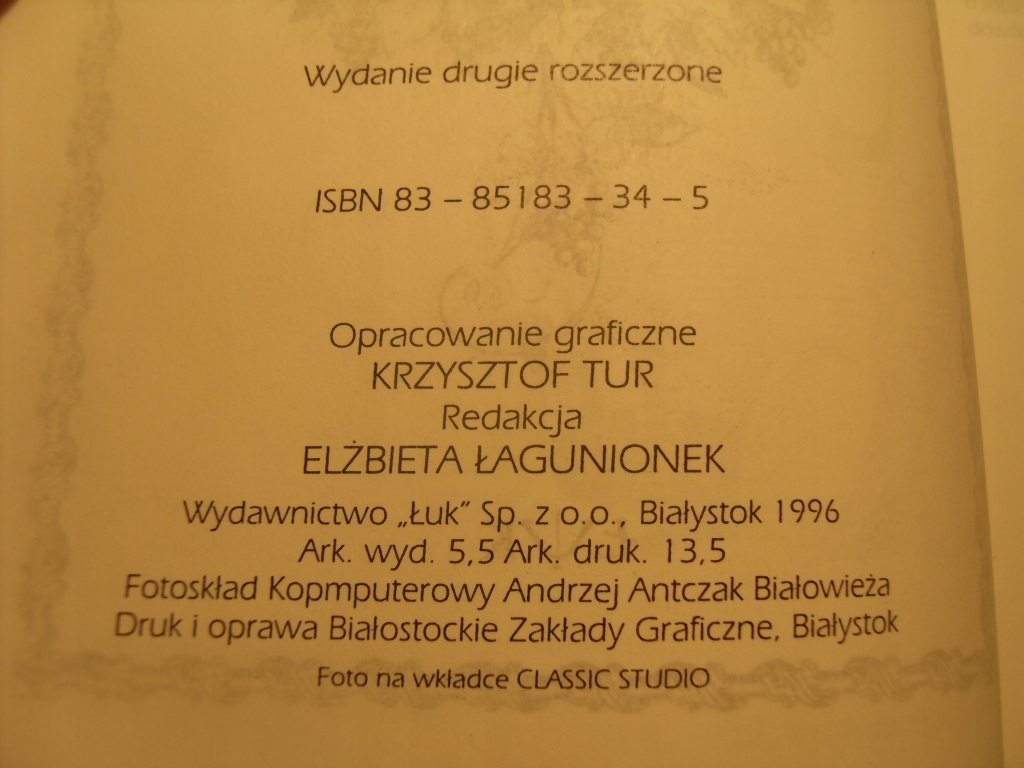 Wydanie drugie rozszerzone
ISBN 83 – 85183 – 34 – 5
Opracowanie graficzne
KRZYSZTOF TUR
Redakcja
ELŻBIETA ŁAGUNIONEK
Wydawnictwo „Łuk” Sp. z o.o., Białystok 1996
Ark. wyd. 5,5 Ark. druk. 13,5
Fotoskład Kopmputerowy Andrzej Antczak Białowieża
Druk i oprawa Białostockie Zakłady Graficzne, Białystok
Foto na wkładce CLASSIC STUDIO